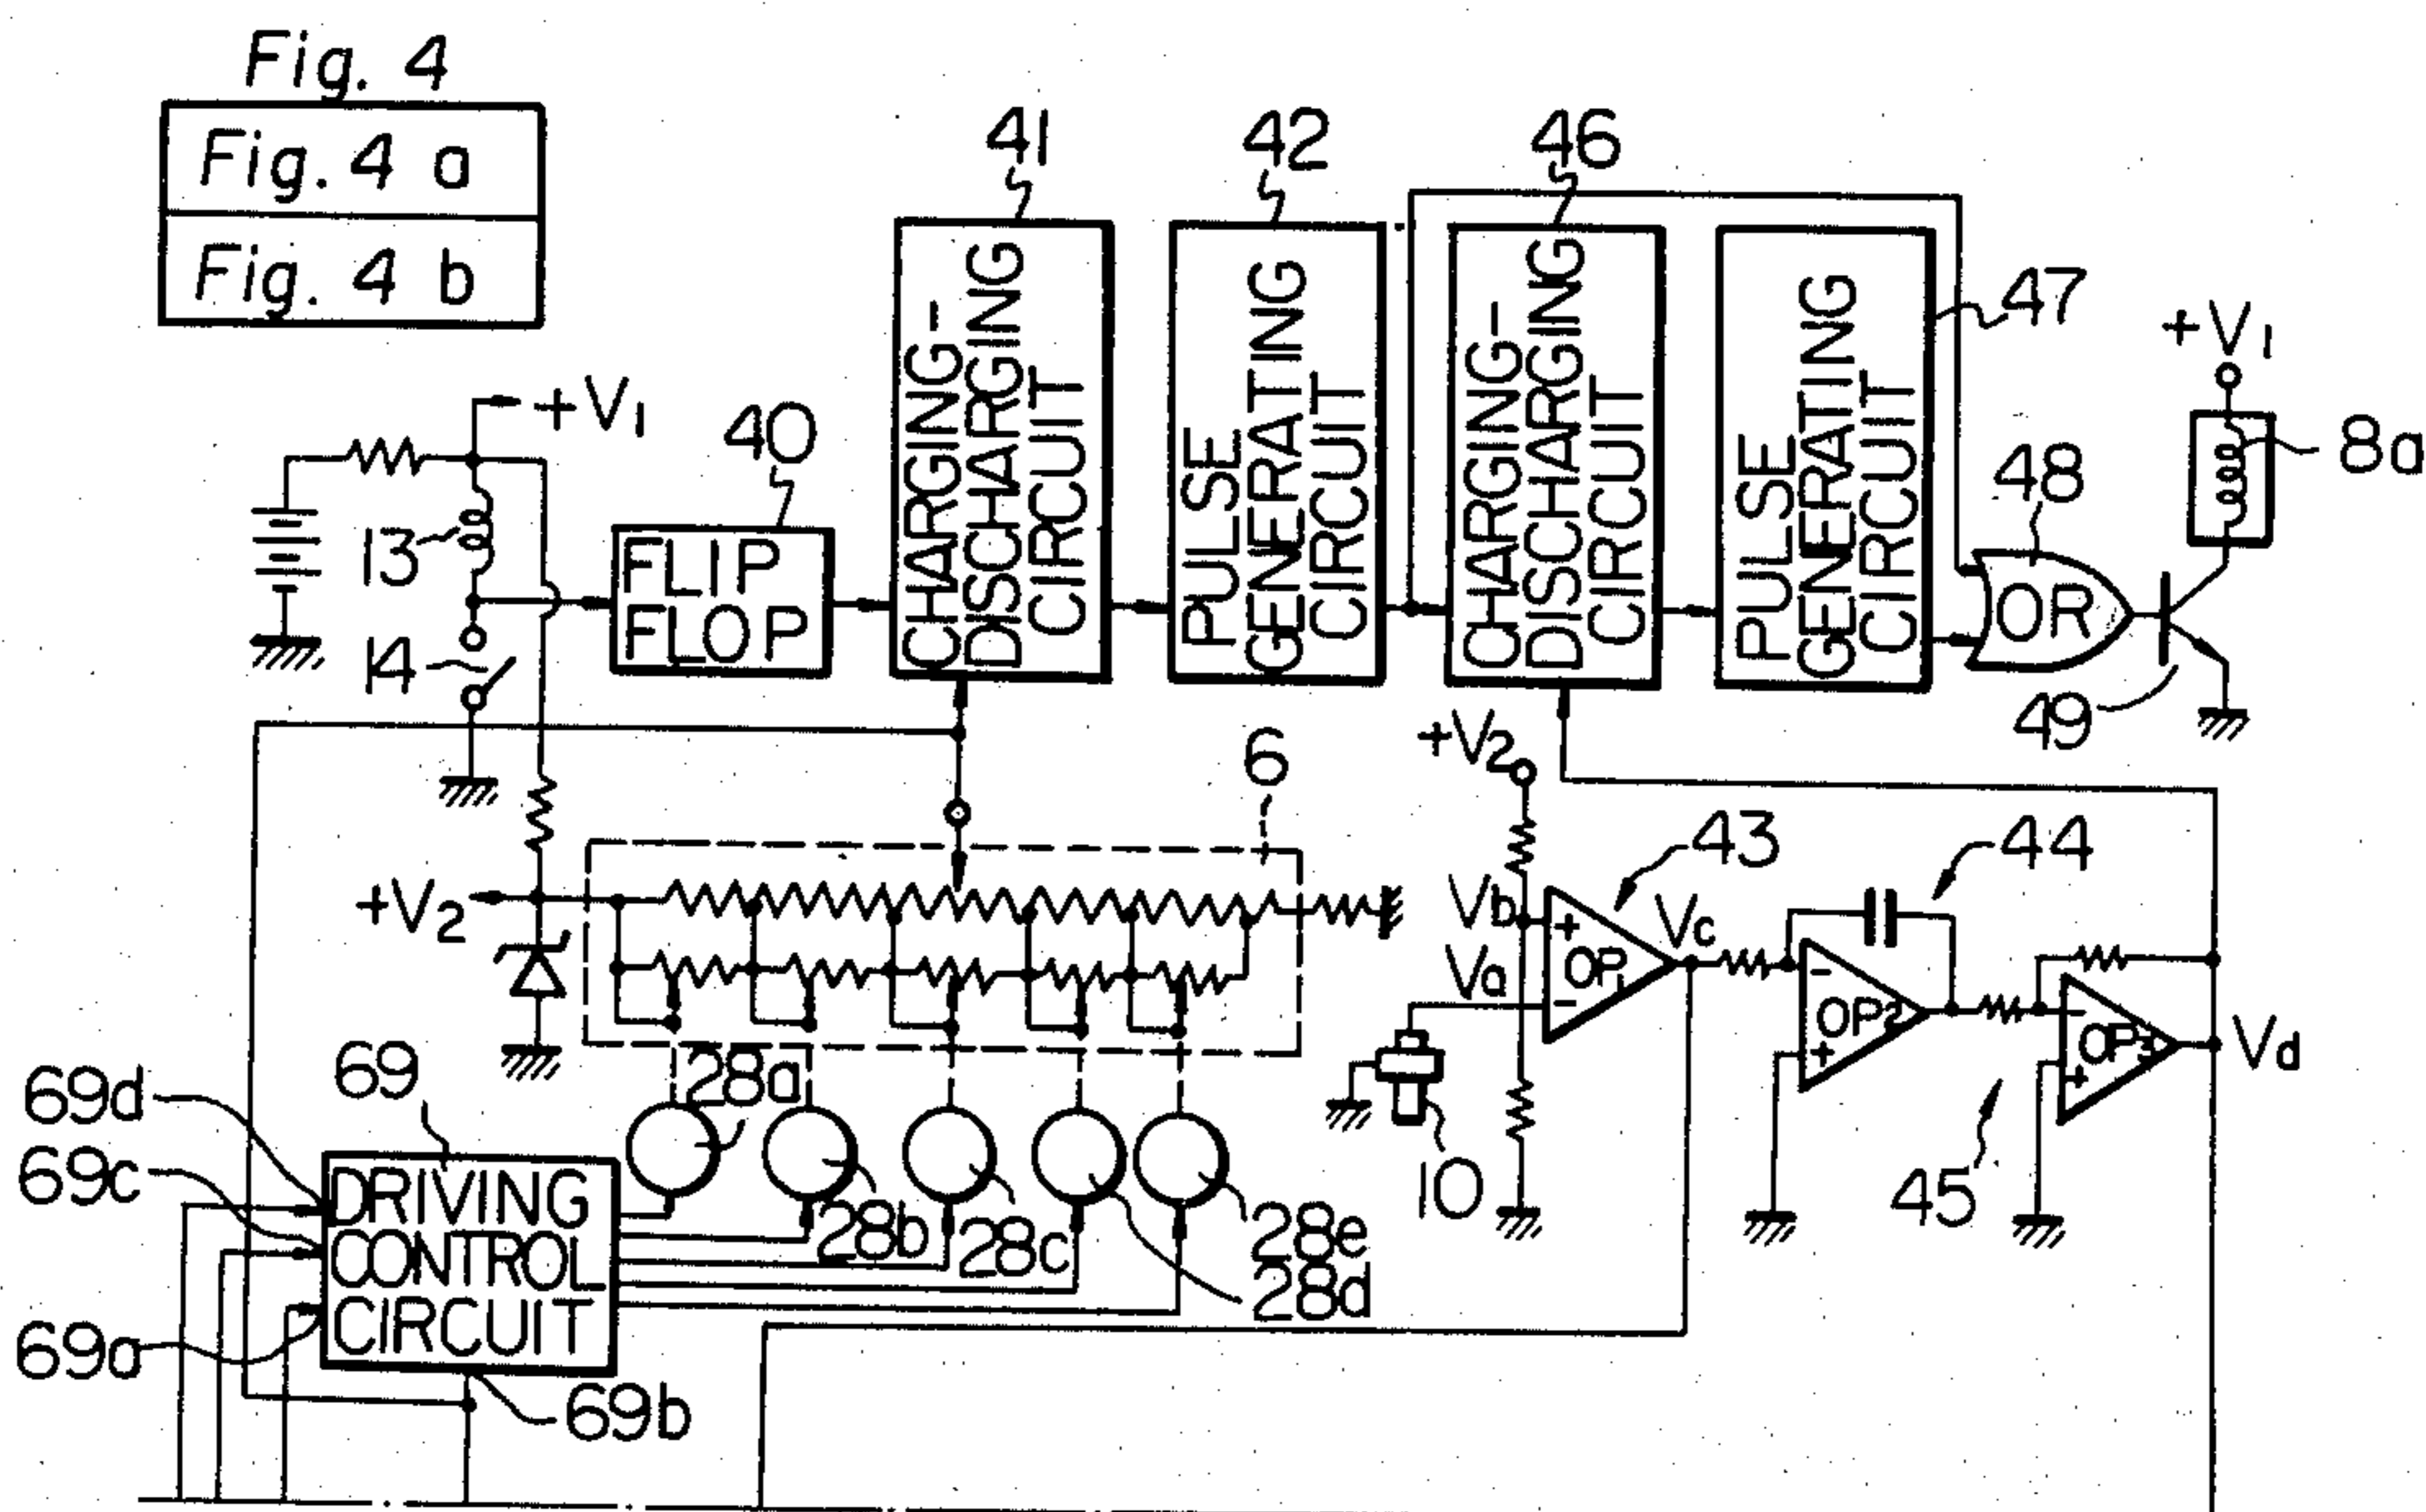 Fig. 4
Fig. 4 a
Fig. 4 b
41
42
46
47
+V1
40
+V1
8a
48
13
14
FLIP
FLOP
CHARGING-
DISCHARGING
CIRCUIT
PULSE
GENERATING
CIRCUIT
CHARGING-
DISCHARGING
CIRCUIT
PULSE
GENERATING
CIRCUIT
OR
49
+V2
6
43
44
+V2
Vb
Va
+
-
OP1
Vc
-
+
OP2
-
+
OP3
Vd
10
45
69
69d
69c
69a
69b
28a
28b
28c
28e
28d
DRIVING
CONTROL
CIRCUIT